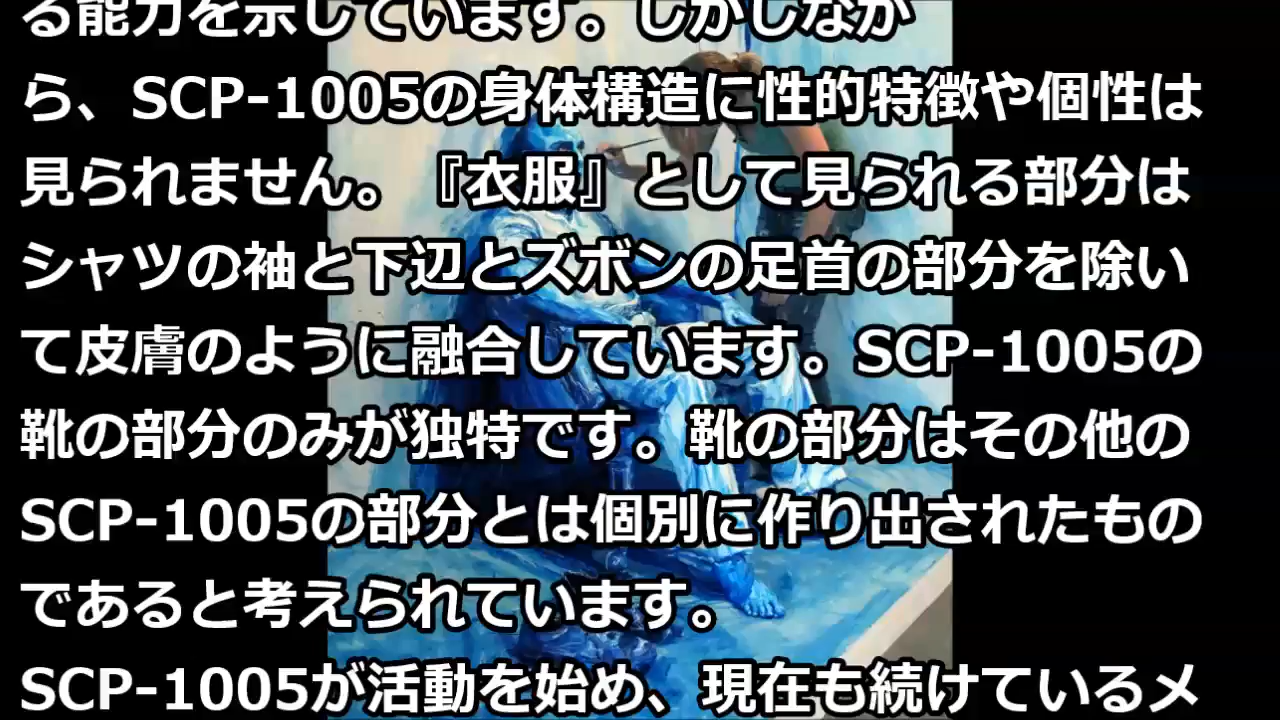 る能力を示しています。しかしなが
ら、SCP-1005の身体構造に性的特徴や個性は
見られません。『衣服』として見られる部分は
シャツの袖と下辺とズボンの足首の部分を除い
て皮膚のように融合しています。SCP-1005の
靴の部分のみが独特です。靴の部分はその他の
SCP-1005の部分とは個別に作り出されたもの
であると考えられています。
SCP-1005が活動を始め、現在も続けているメ